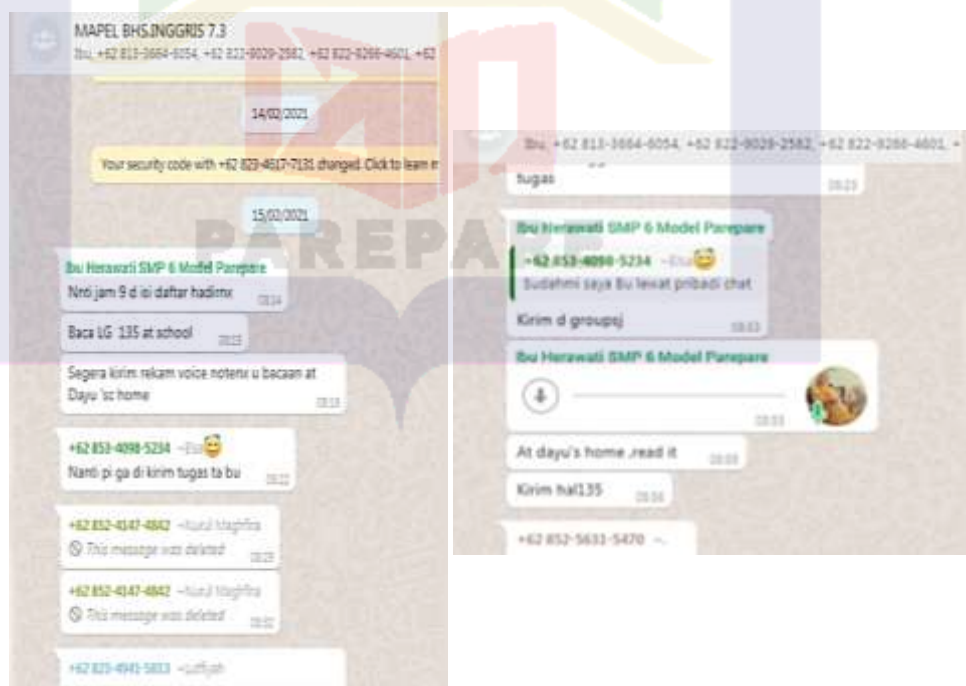 MAPEL BHS.INGGRIS 7.3
Ibu, +62 813-3664-6054, +62 822-9029-2582, +62 822-9266-4601, +62
14/02/2021
Your security code with +62 823-4617-7131 changed. Click to learn m
15/02/2021
PAREPARE
Ibu Herawati SMP 6 Model Parepare
Nnti jam 9 d isi daftar hadirnx
Baca LG 135 at school
Segera kirim rekam voice notenx u bacaan at
Dayu 'sc home
+62 853-4098-5234
Nanti pi ga di kirim tugas ta bu
+62 852-4147-4842
This message was deleted
+62 852-4147-4842
This message was deleted
Ibu, +62 813-3664-6054, +62 822-9029-2582, +62 822-9266-4601, +
tugas
Ibu Herawati SMP 6 Model Parepare
+62 853-4098-5234
Sudahmi saya Bu lewat pribadi chat
Kirim d groupsj
Ibu Herawati SMP 6 Model Parepare
At dayu's home ,read it
Kirim hal135
+62 852-5631-5470 ~.